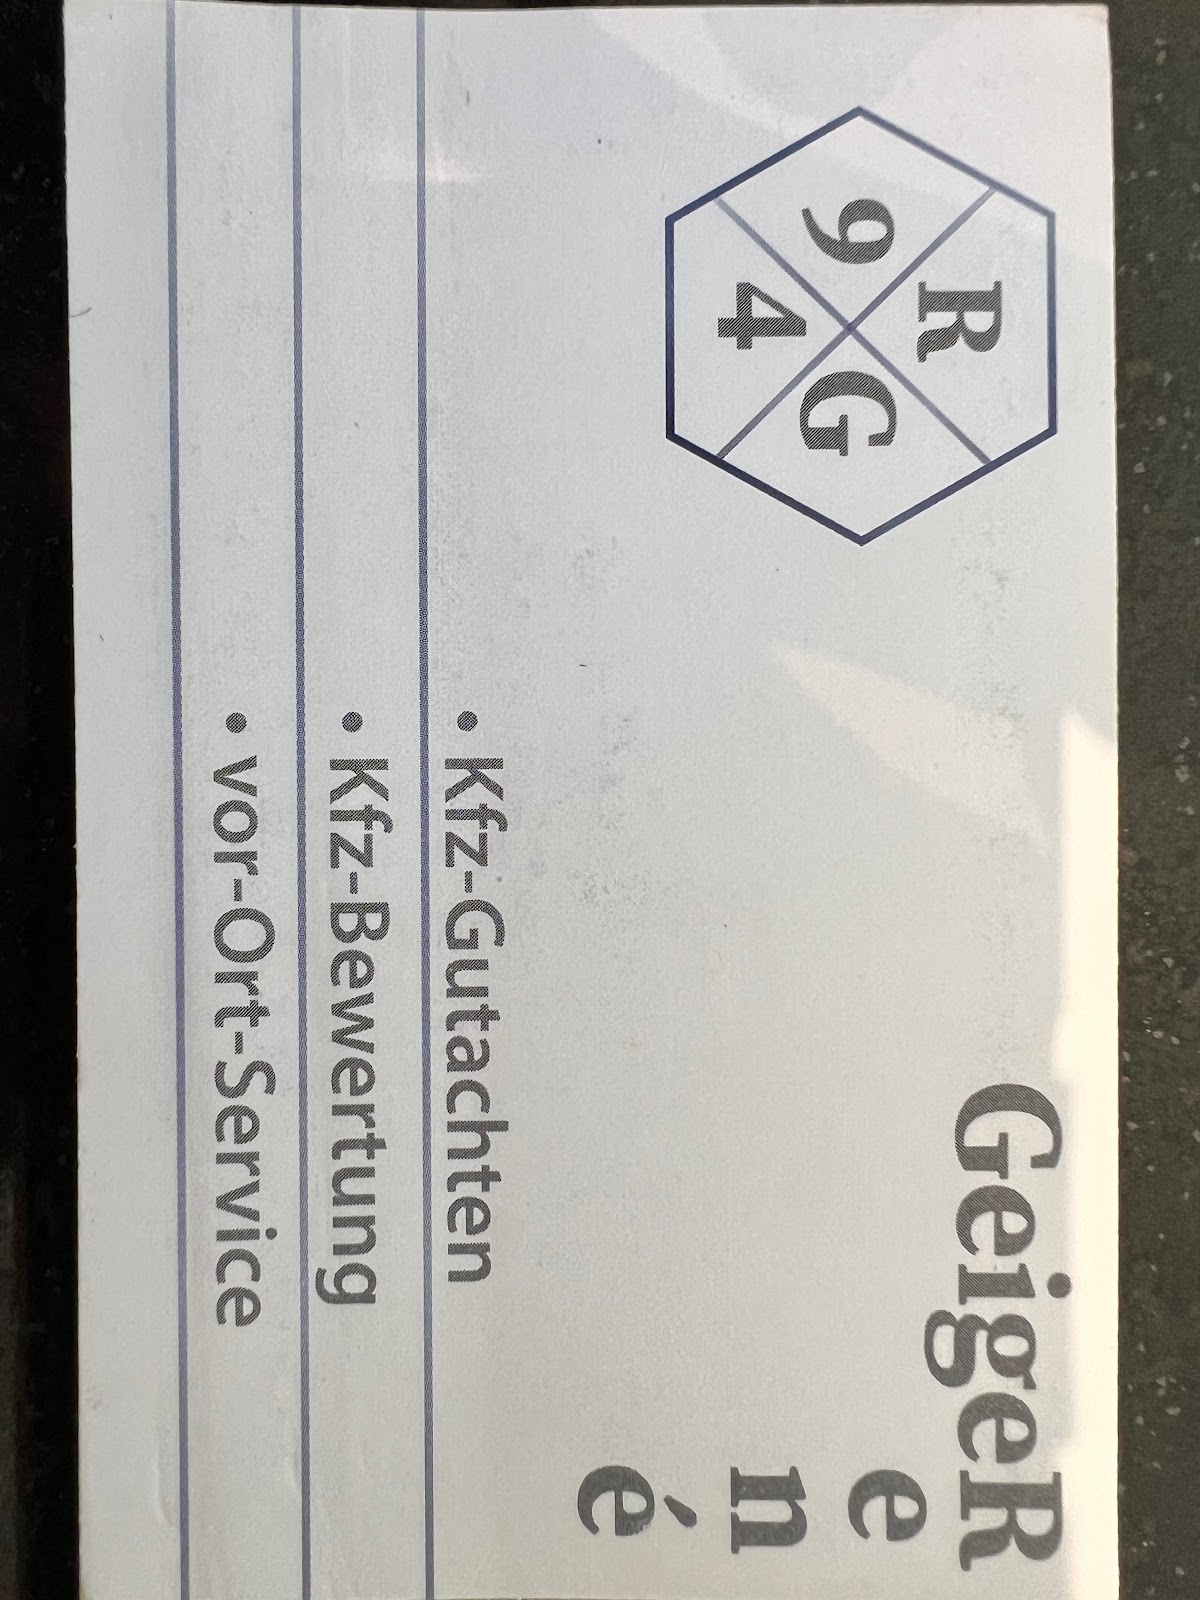 R
9 G
4
GeigeR
e
n
é
• Kfz-Gutachten
• Kfz-Bewertung
• vor-Ort-Service